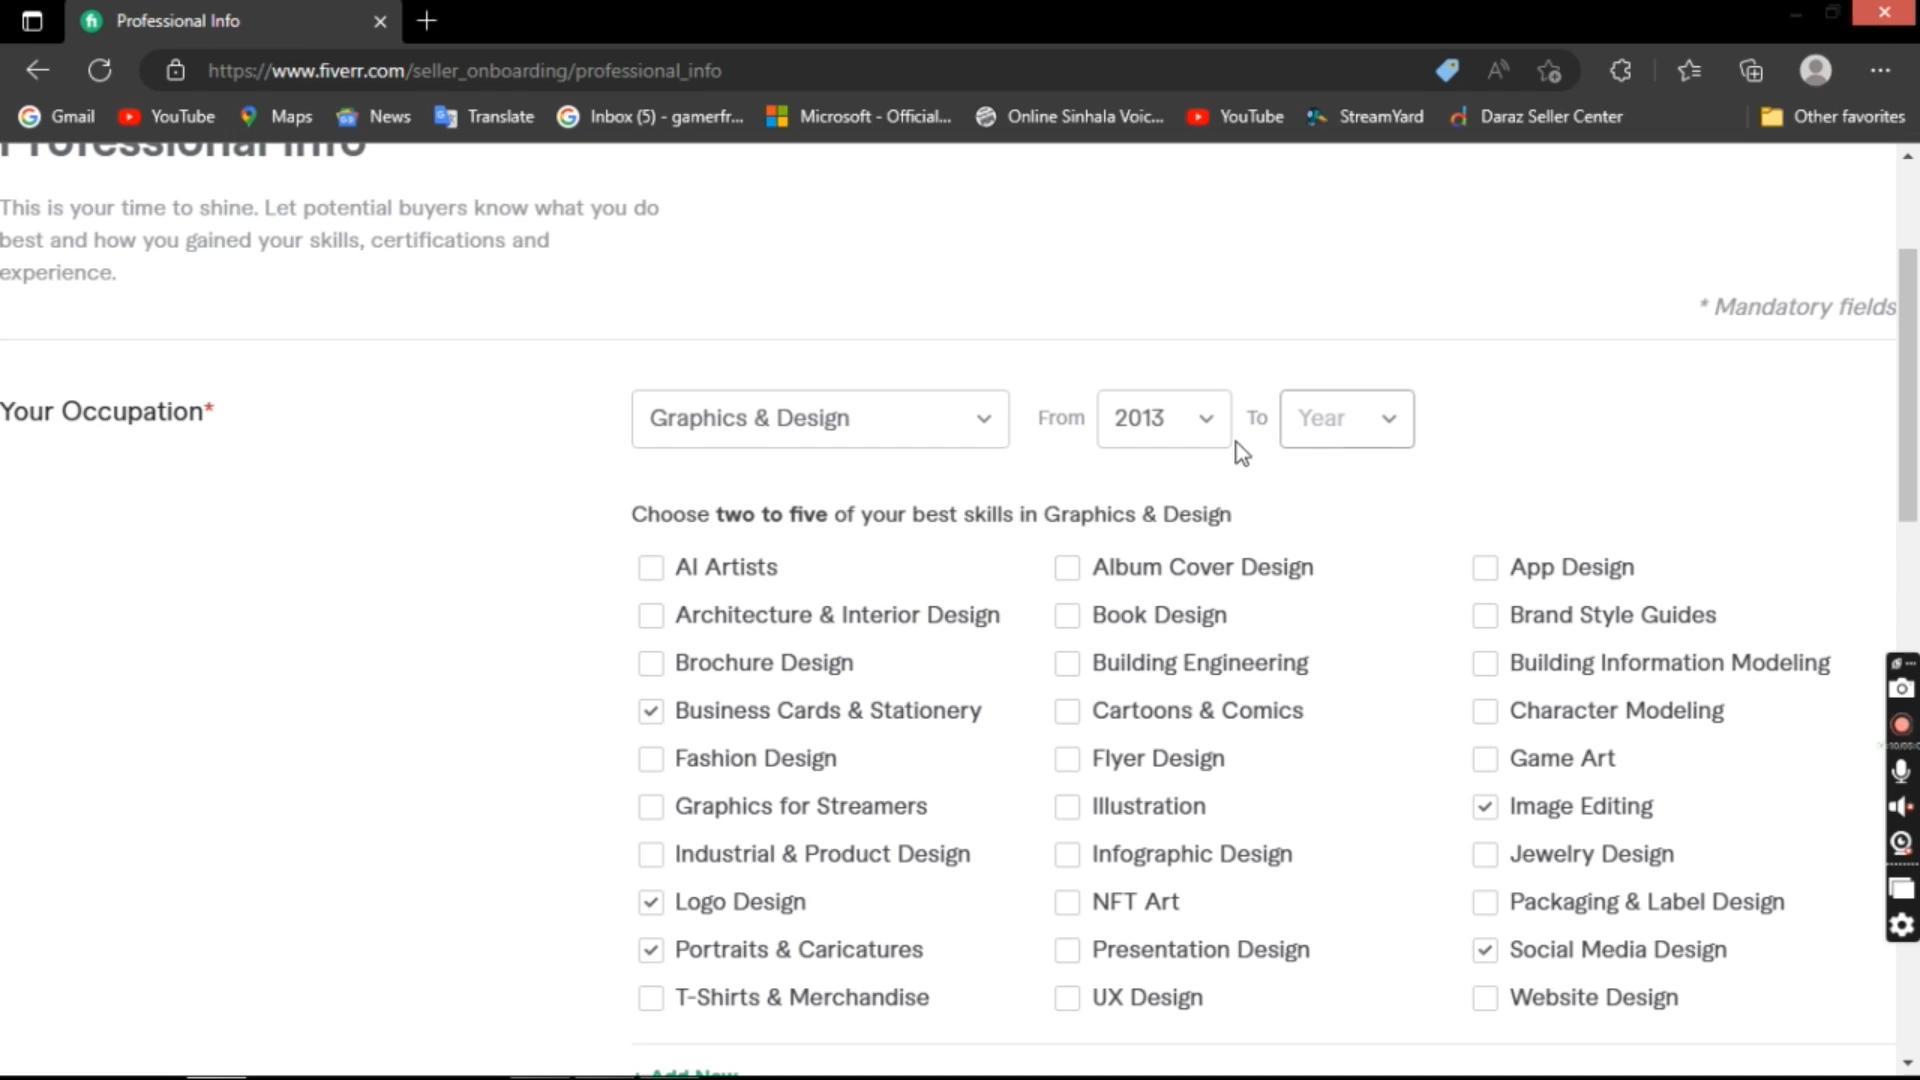 Professional Info
https://www.fiverr.com/seller_onboarding/professional_info
Gmail YouTube Maps News Translate Inbox (5) - gamerfr... Microsoft - Official... Online Sinhala Voic... YouTube StreamYard Daraz Seller Center Other favorites
Professional Info
This is your time to shine. Let potential buyers know what you do
best and how you gained your skills, certifications and
experience.
* Mandatory fields
Your Occupation* Graphics & Design From 2013 To Year
Choose two to five of your best skills in Graphics & Design
AI Artists Album Cover Design App Design
Architecture & Interior Design Book Design Brand Style Guides
Brochure Design Building Engineering Building Information Modeling
Business Cards & Stationery Cartoons & Comics Character Modeling
Fashion Design Flyer Design Game Art
Graphics for Streamers Illustration Image Editing
Industrial & Product Design Infographic Design Jewelry Design
Logo Design NFT Art Packaging & Label Design
Portraits & Caricatures Presentation Design Social Media Design
T-Shirts & Merchandise UX Design Website Design
+ Add New